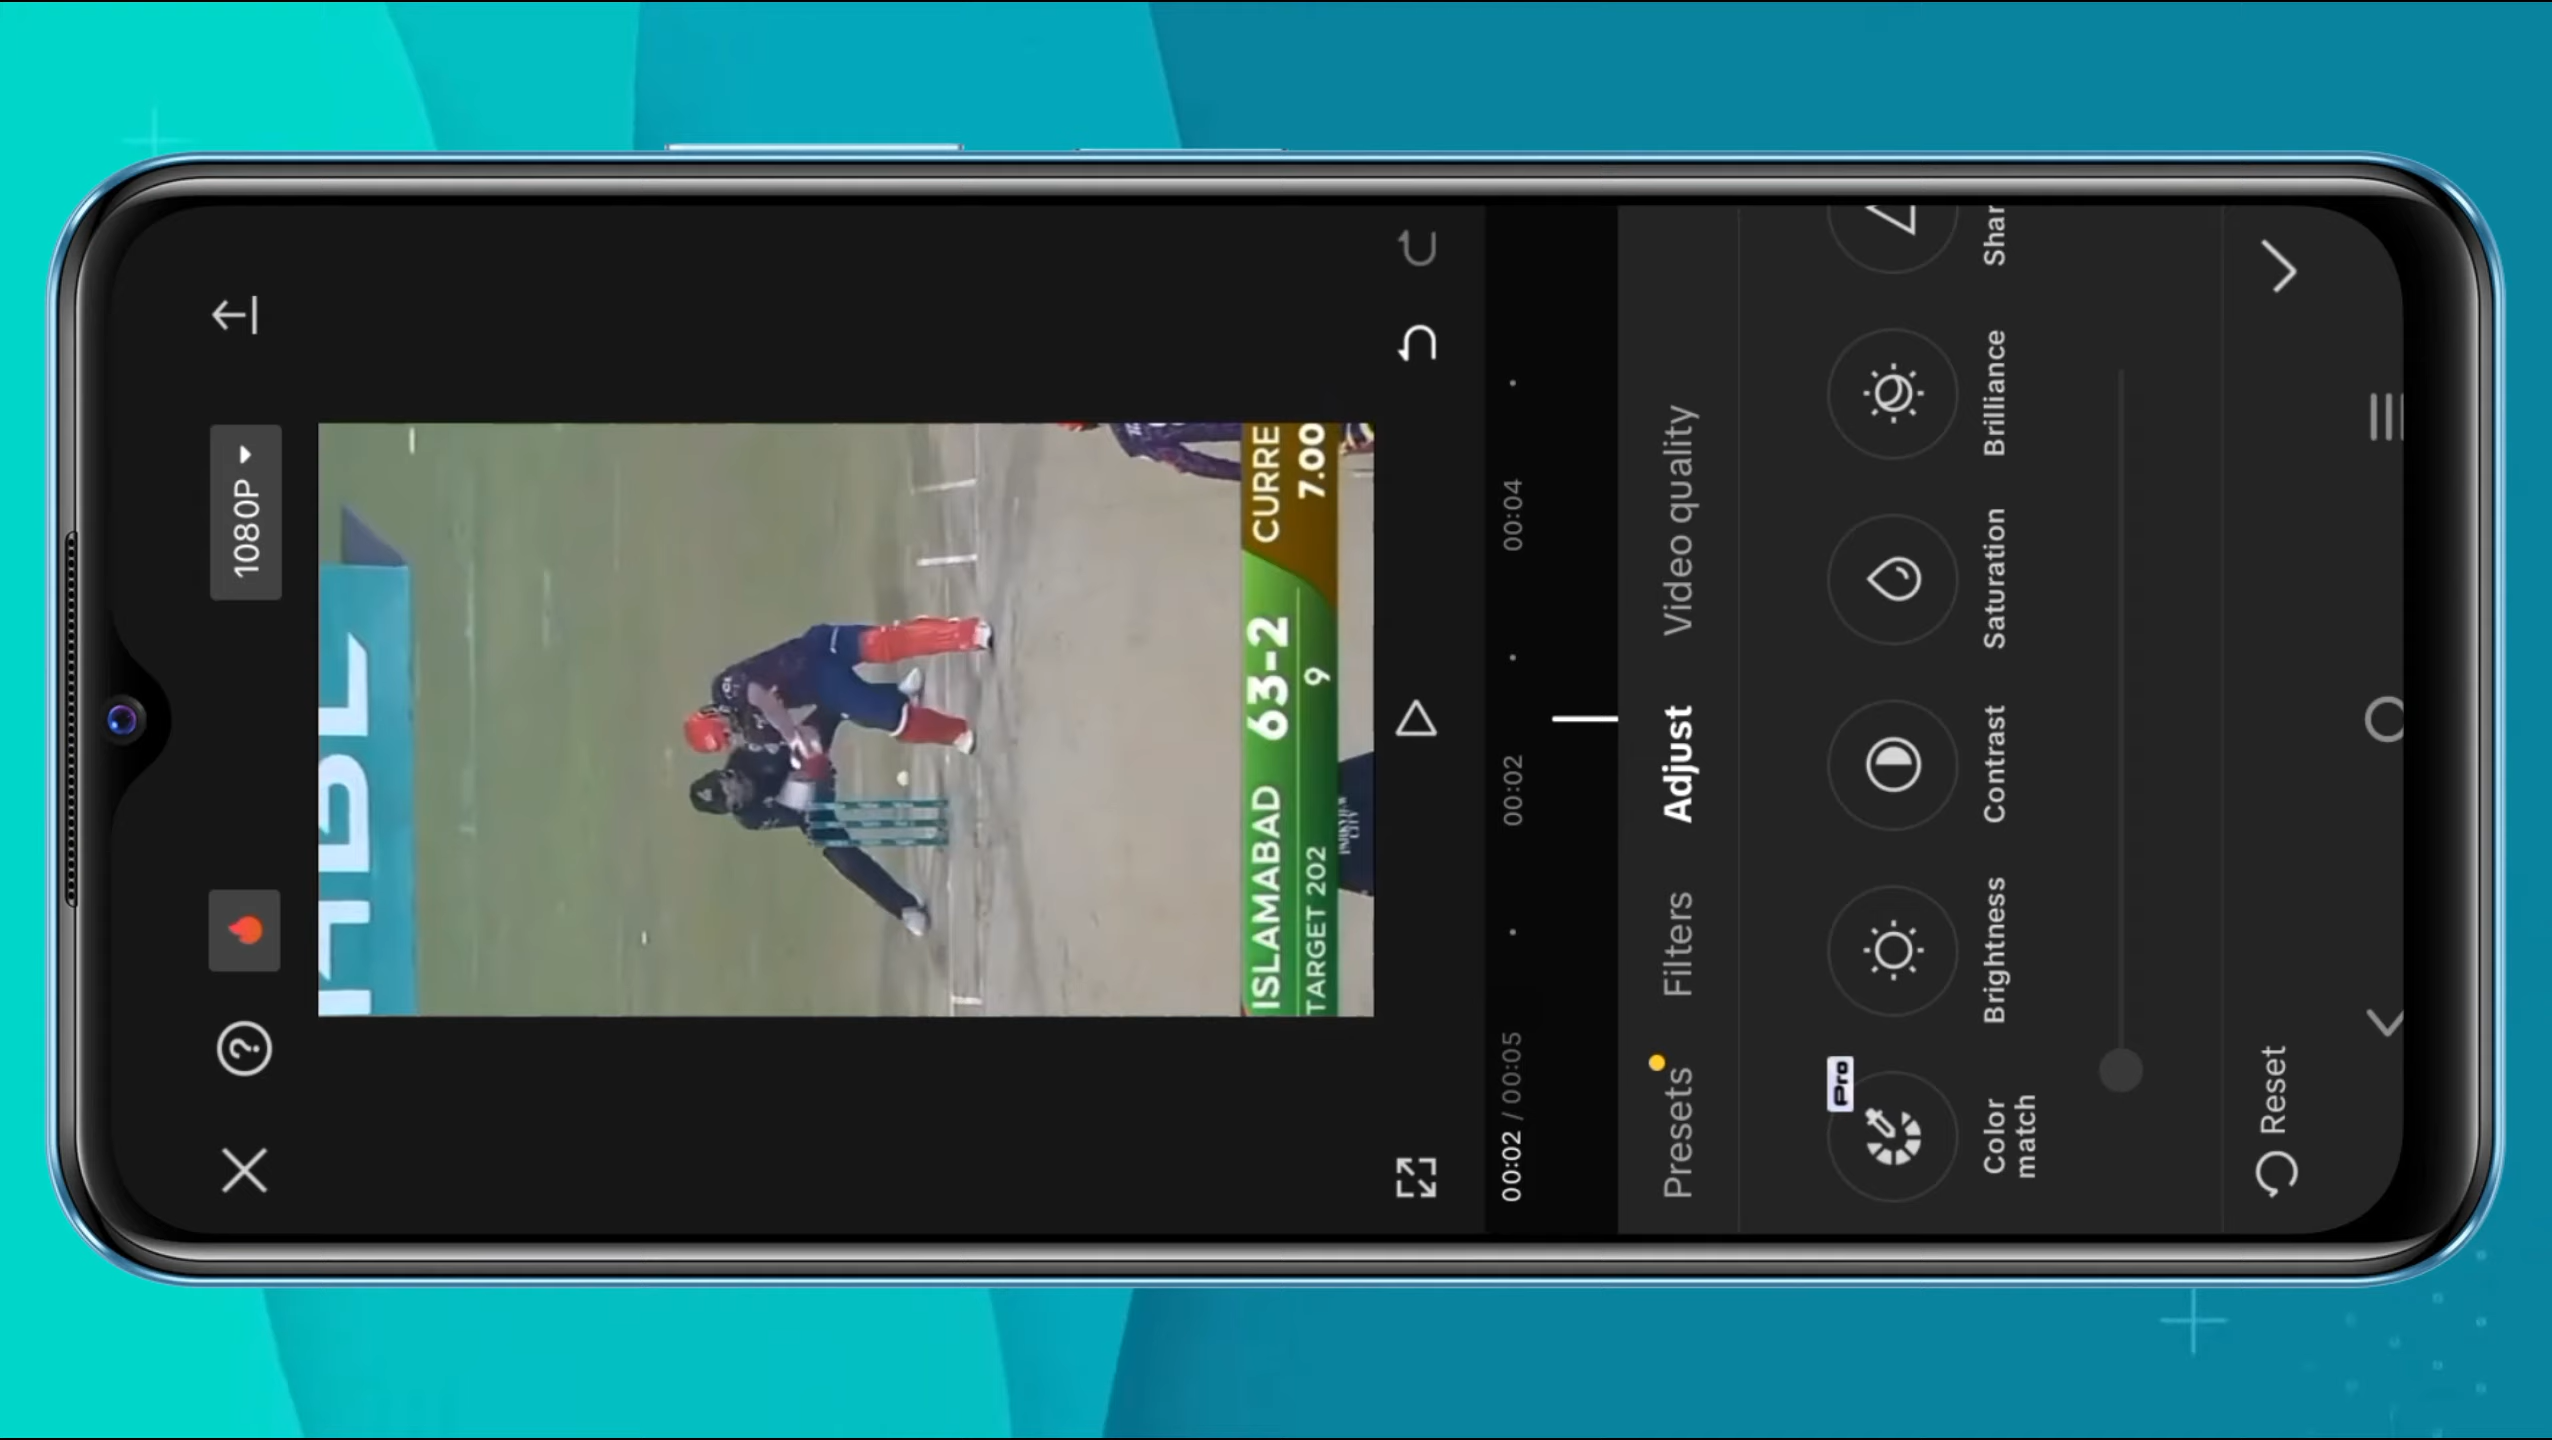 1080P
HBL
ISLAMABAD 63-2
CURRE
TARGET 202
9
7.00
00:02 / 00:05
00:02
00:04
Presets
Filters
Adjust
Video quality
Pro
Color
match
Brightness
Contrast
Saturation
Brilliance
Shar
Reset